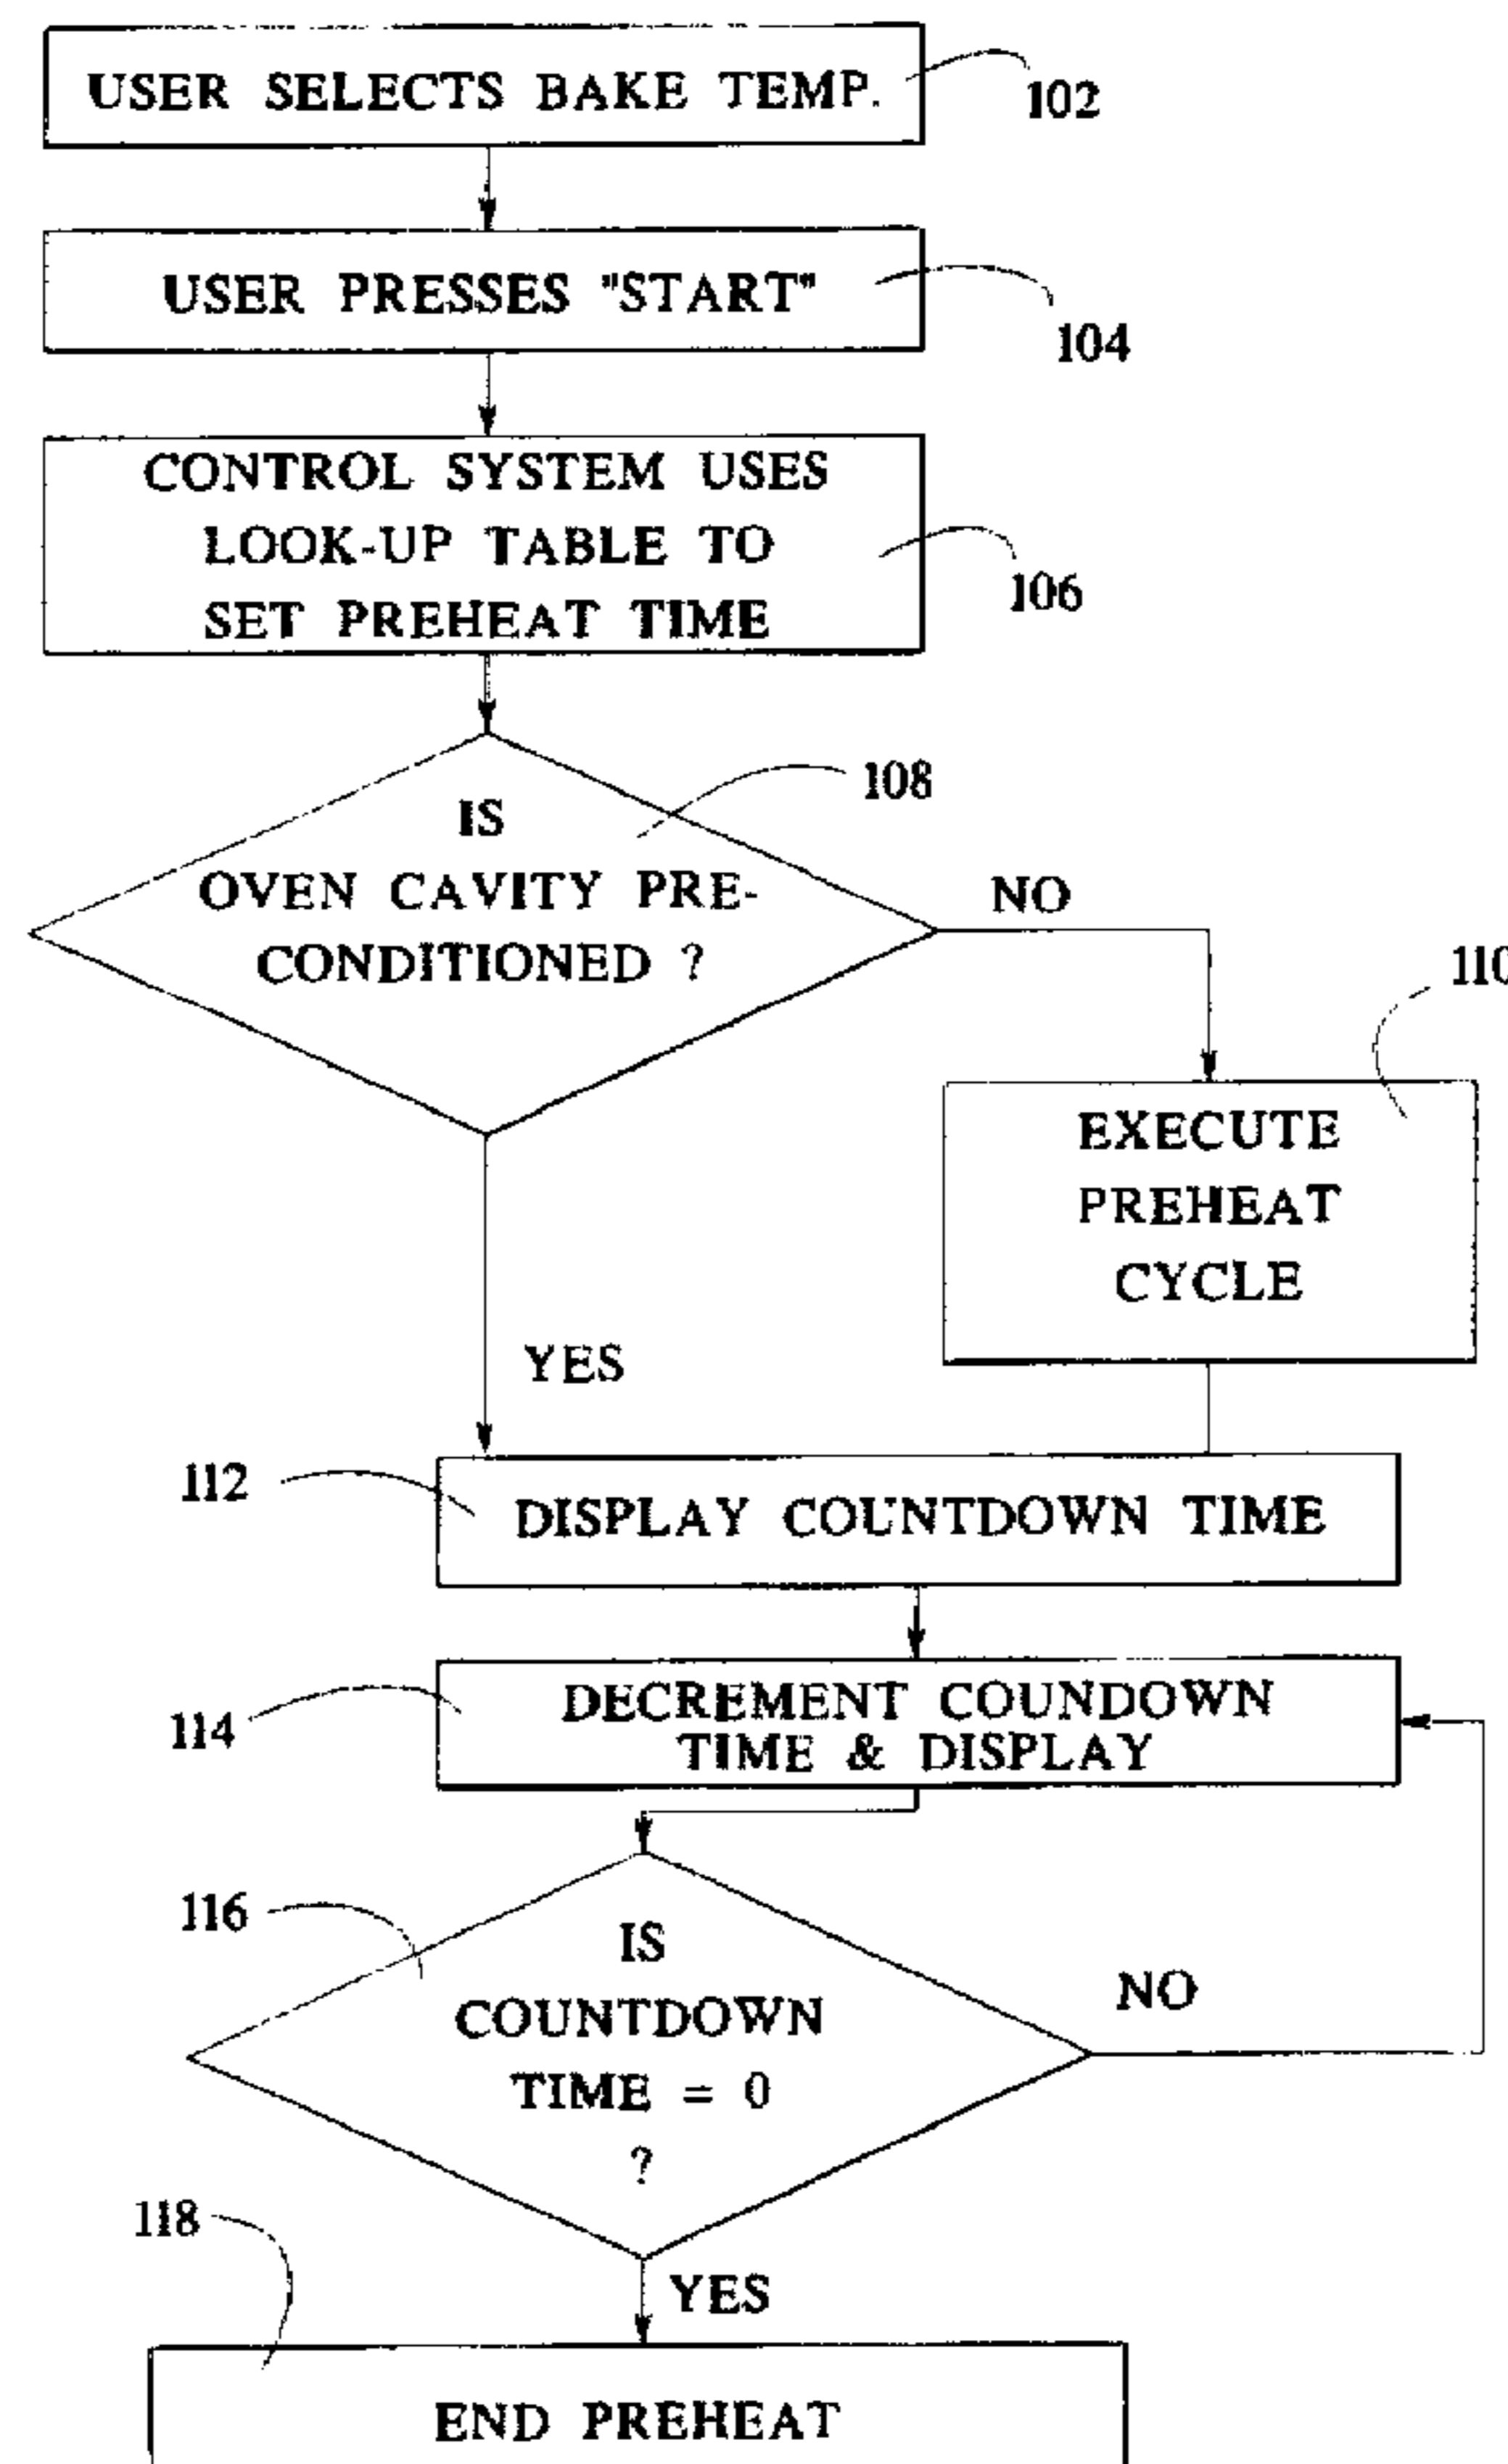 USER SELECTS BAKE TEMP.
102
USER PRESSES "START"
104
CONTROL SYSTEM USES
LOOK-UP TABLE TO
SET PREHEAT TIME
106
108
IS
OVEN CAVITY PRE-
CONDITIONED ?
NO
110
EXECUTE
PREHEAT
CYCLE
YES
112
DISPLAY COUNTDOWN TIME
114
DECREMENT COUNDOWN
TIME & DISPLAY
116
IS
COUNTDOWN
TIME = 0
?
NO
118
YES
END PREHEAT